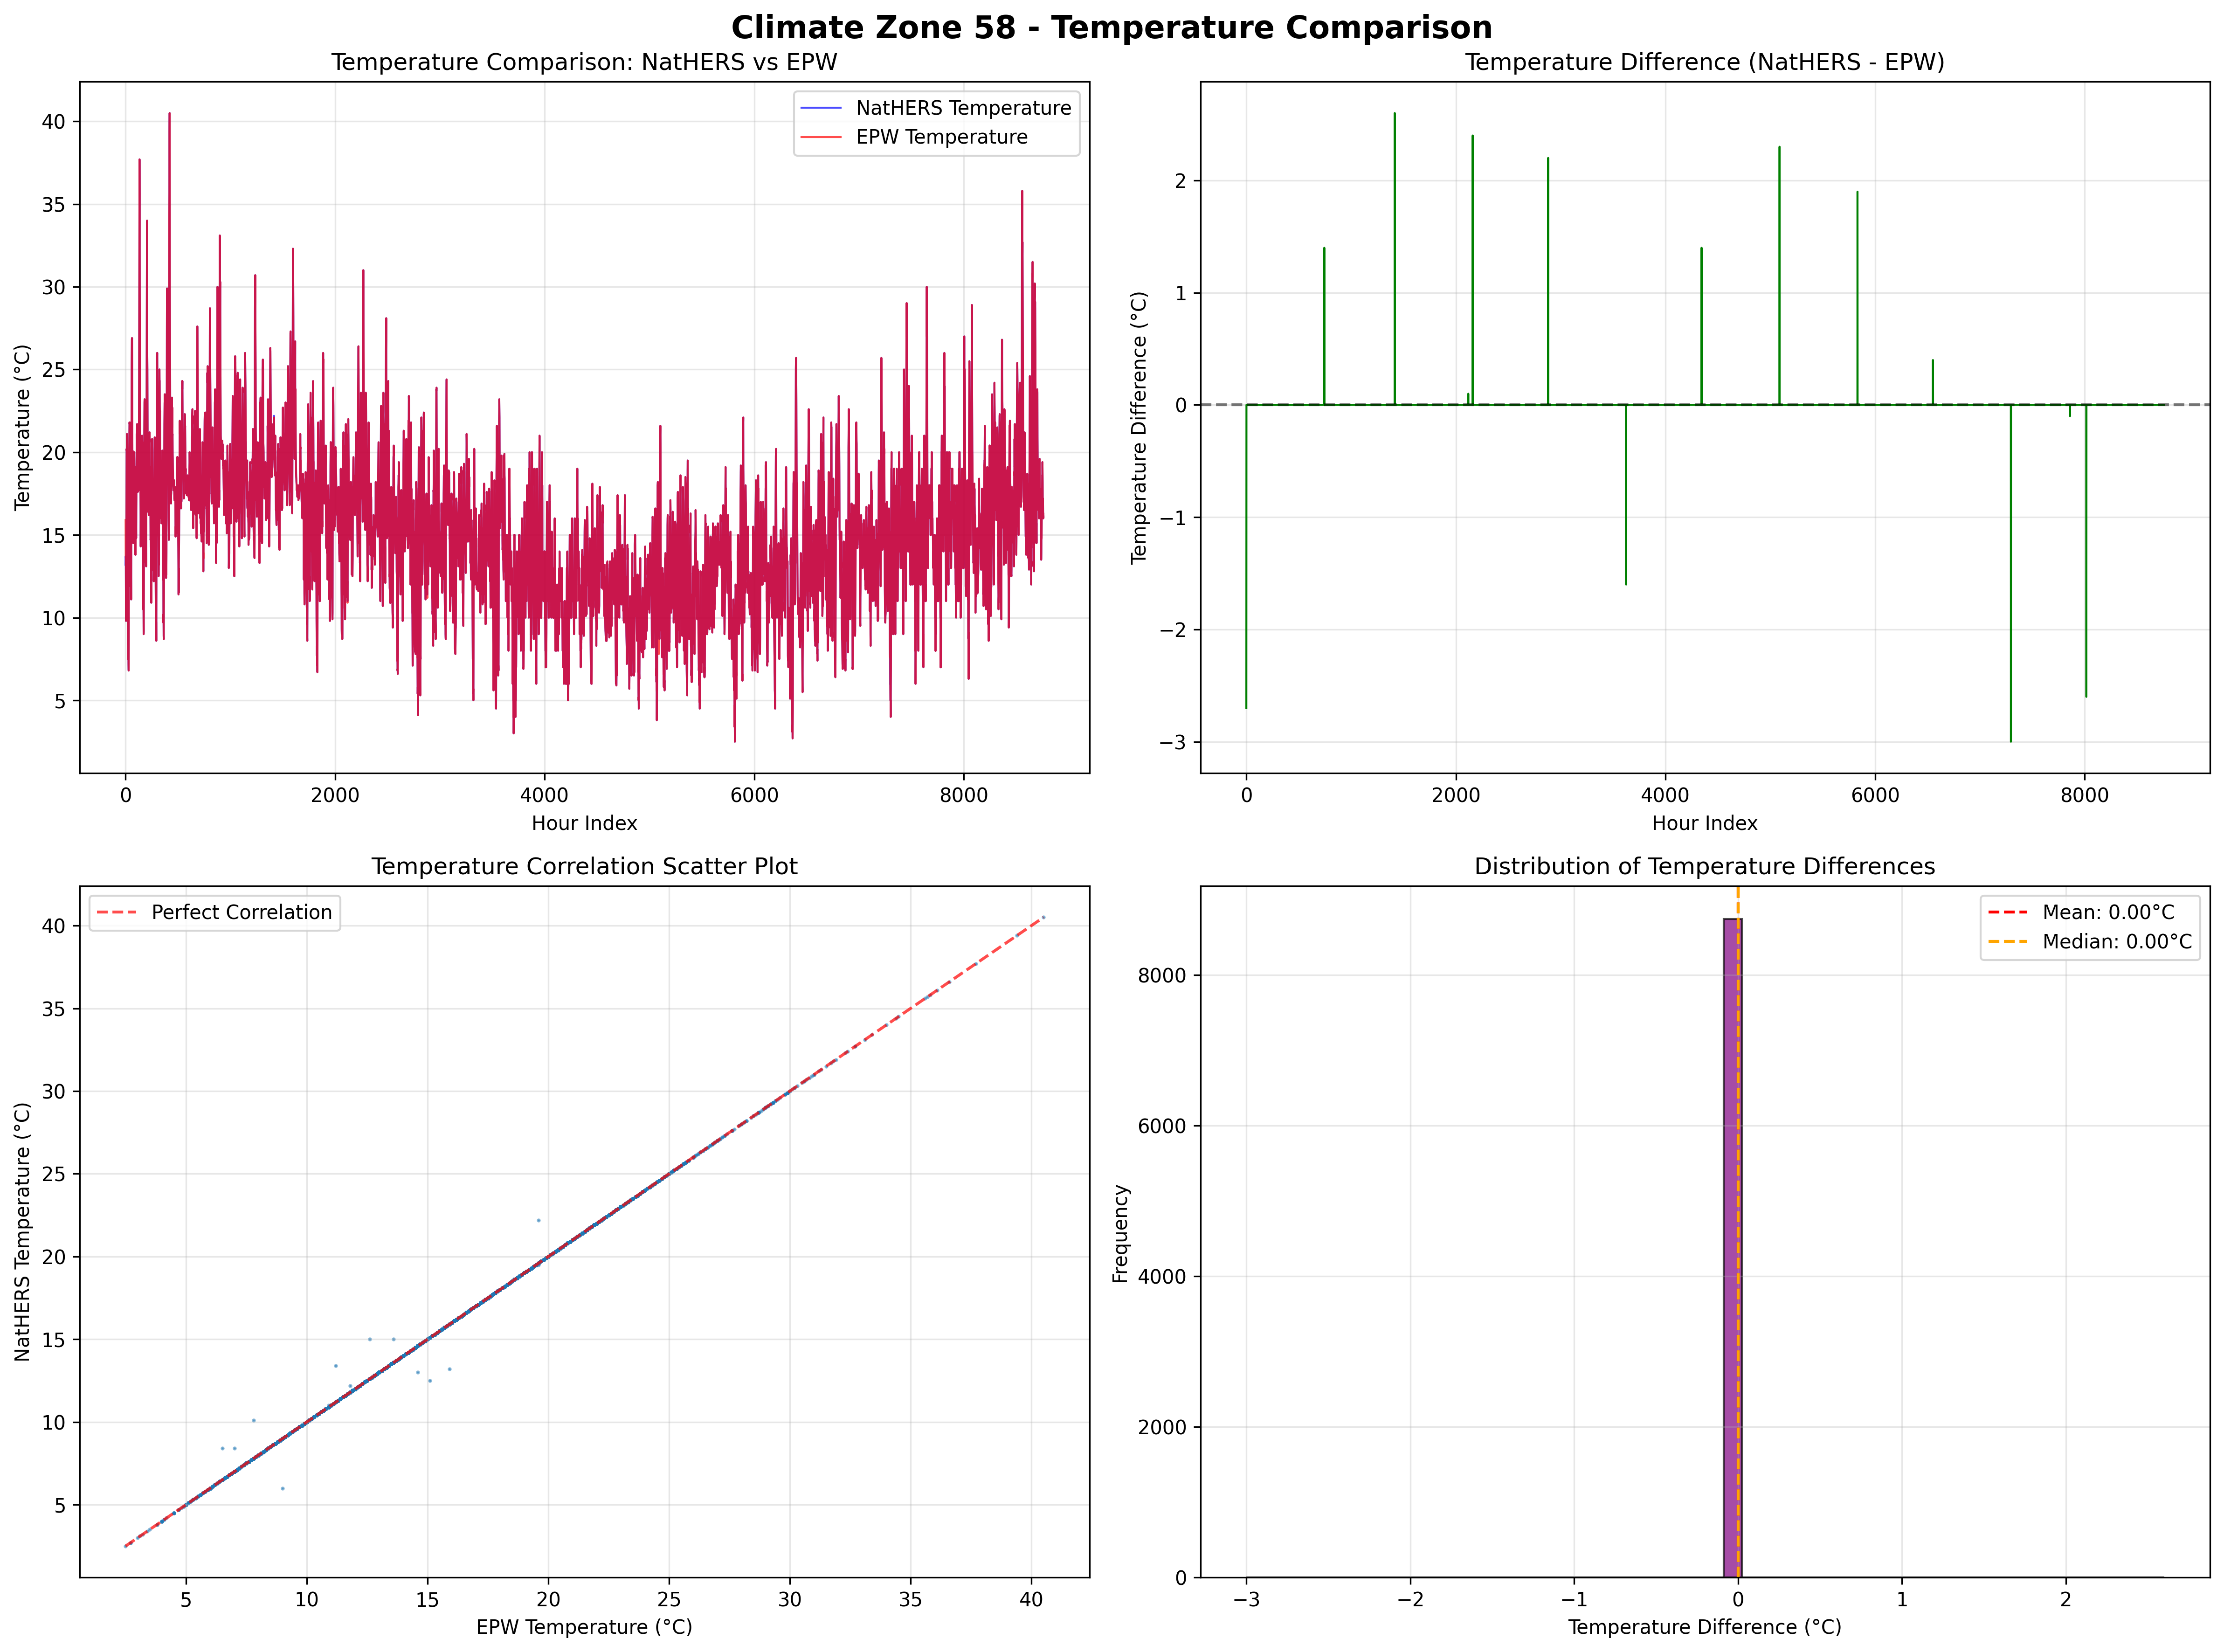 Climate Zone 58 - Temperature Comparison
Temperature Comparison: NatHERS vs EPW
NatHERS Temperature
EPW Temperature
40
35
30
25
20
15
10
5
Temperature (°C)
0
2000
4000
6000
8000
Hour Index
Temperature Difference (NatHERS - EPW)
2
1
0
−1
−2
−3
Temperature Difference (°C)
0
2000
4000
6000
8000
Hour Index
Temperature Correlation Scatter Plot
Perfect Correlation
40
35
30
25
20
15
10
5
NatHERS Temperature (°C)
5
10
15
20
25
30
35
40
EPW Temperature (°C)
Distribution of Temperature Differences
Mean: 0.00°C
Median: 0.00°C
8000
6000
4000
2000
0
Frequency
−3
−2
−1
0
1
2
Temperature Difference (°C)